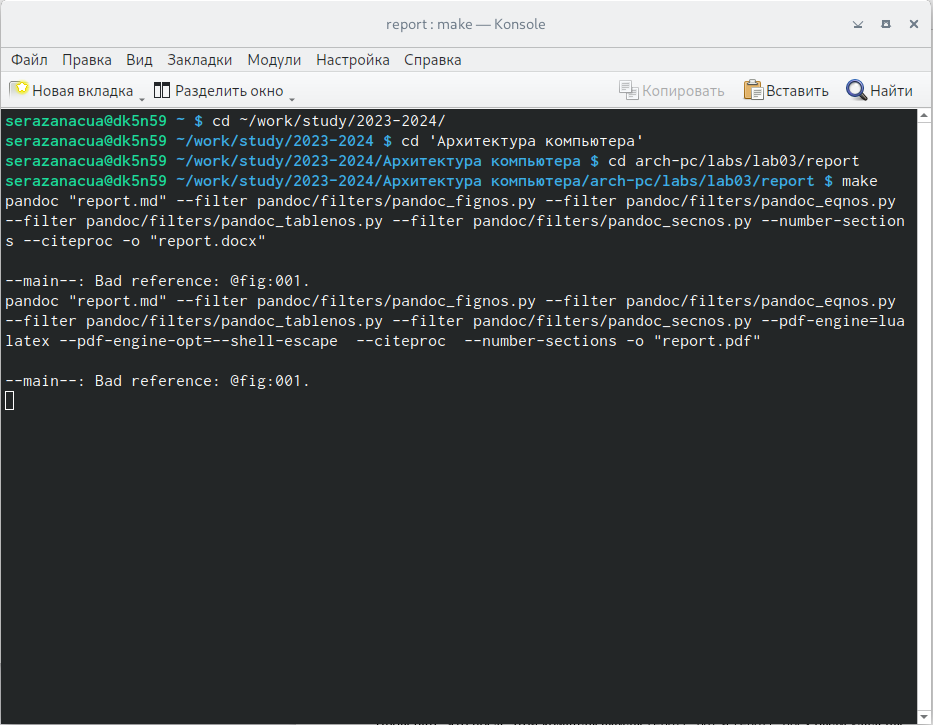 report : make — Konsole
Файл Правка Вид Закладки Модули Настройка Справка
Новая вкладка Разделить окно Копировать Вставить Найти
serazanacua@dk5n59 ~ $ cd ~/work/study/2023-2024/
serazanacua@dk5n59 ~/work/study/2023-2024 $ cd 'Архитектура компьютера'
serazanacua@dk5n59 ~/work/study/2023-2024/Архитектура компьютера $ cd arch-pc/labs/lab03/report
serazanacua@dk5n59 ~/work/study/2023-2024/Архитектура компьютера/arch-pc/labs/lab03/report $ make
pandoc "report.md" --filter pandoc/filters/pandoc_fignos.py --filter pandoc/filters/pandoc_eqnos.py
--filter pandoc/filters/pandoc_tablenos.py --filter pandoc/filters/pandoc_secnos.py --number-section
s --citeproc -o "report.docx"
--main--: Bad reference: @fig:001.
pandoc "report.md" --filter pandoc/filters/pandoc_fignos.py --filter pandoc/filters/pandoc_eqnos.py
--filter pandoc/filters/pandoc_tablenos.py --filter pandoc/filters/pandoc_secnos.py --pdf-engine=lua
latex --pdf-engine-opt=--shell-escape  --citeproc  --number-sections -o "report.pdf"
--main--: Bad reference: @fig:001.